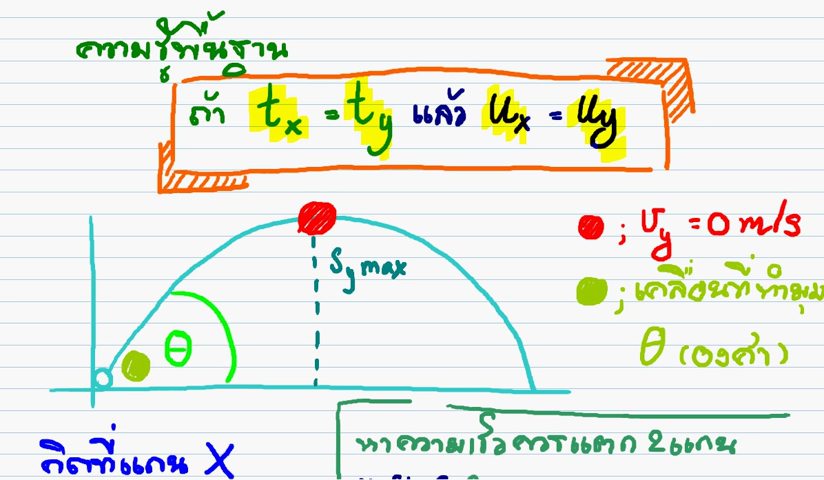 ความรู้พื้นฐาน
ถ้า tx = ty แล้ว ux = uy
; vy = 0 m/s
Sy max
; เคลื่อนที่ทำมุม
θ
θ (องศา)
หาความเร็วควรแตก 2 แกน
คิดที่แกน X